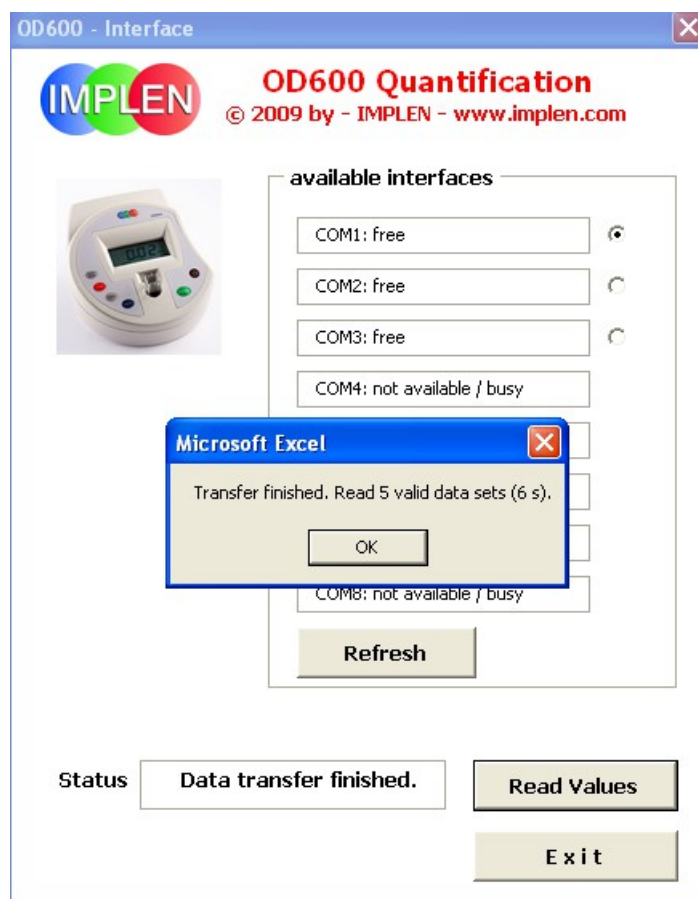 OD600 - Interface
IMPLEN
OD600 Quantification
© 2009 by - IMPLEN - www.implen.com
available interfaces
COM1: free
COM2: free
COM3: free
COM4: not available / busy
Microsoft Excel
Transfer finished. Read 5 valid data sets (6 s).
OK
COM8: not available / busy
Refresh
Status
Data transfer finished.
Read Values
Exit